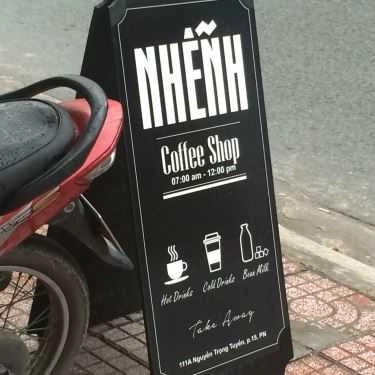 NHÊNH
Coffee Shop
07:00 am - 12:00 pm
Hot Drinks
Cold Drinks
Bean Milk
Take Away
111A Nguyễn Trọng Tuyển, p.15, PN